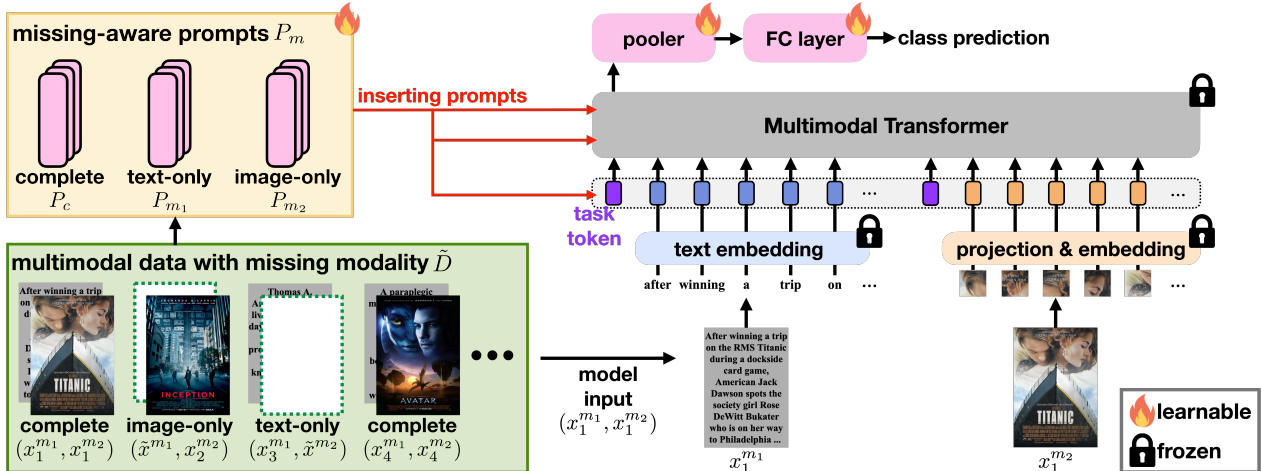 missing-aware prompts P_m
complete
P_c
text-only
P_{m_1}
image-only
P_{m_2}
inserting prompts
pooler
FC layer
class prediction
Multimodal Transformer
...
...
task
token
text embedding
projection & embedding
after winning a trip on ...
...
multimodal data with missing modality \tilde{D}
After winning a trip
on
TITANIC
INCEPTION
Thomas A.
A paraplegic
AVATAR
...
complete
(x_1^{m_1}, x_1^{m_2})
image-only
(\tilde{x}^{m_1}, x_2^{m_2})
text-only
(x_3^{m_1}, \tilde{x}^{m_2})
complete
(x_4^{m_1}, x_4^{m_2})
model
input
(x_1^{m_1}, x_1^{m_2})
After winning a trip
on the RMS Titanic
during a dockside
card game,
American Jack
Dawson spots the
society girl Rose
DeWitt Bukater
who is on her way
to Philadelphia ...
x_1^{m_1}
TITANIC
x_1^{m_2}
learnable
frozen